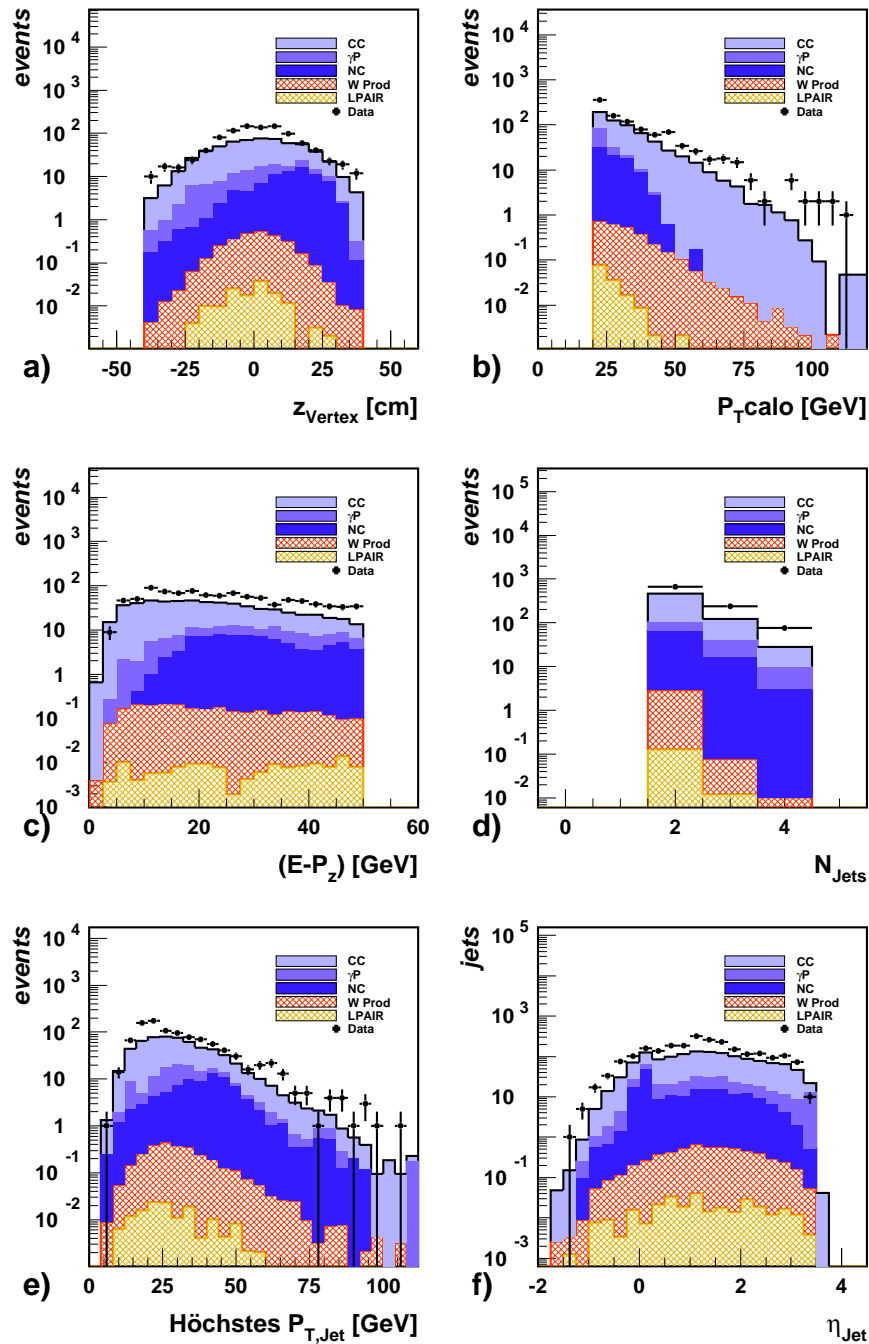 events
10^4
10^3
10^2
10
1
10^-1
10^-2
CC
γP
NC
W Prod
LPAIR
Data
-50 -25 0 25 50
a)
z_Vertex [cm]
events
10^4
10^3
10^2
10
1
10^-1
10^-2
CC
γP
NC
W Prod
LPAIR
Data
0 25 50 75 100
b)
P_T calo [GeV]
events
10^4
10^3
10^2
10
1
10^-1
10^-2
10^-3
CC
γP
NC
W Prod
LPAIR
Data
0 20 40 60
c)
(E-P_z) [GeV]
events
10^5
10^4
10^3
10^2
10
1
10^-1
10^-2
CC
γP
NC
W Prod
LPAIR
Data
0 2 4
d)
N_Jets
events
10^4
10^3
10^2
10
1
10^-1
10^-2
CC
γP
NC
W Prod
LPAIR
Data
0 25 50 75 100
e)
Höchstes P_T,Jet [GeV]
jets
10^5
10^3
10
10^-1
10^-3
CC
γP
NC
W Prod
LPAIR
Data
-2 0 2 4
f)
η_Jet